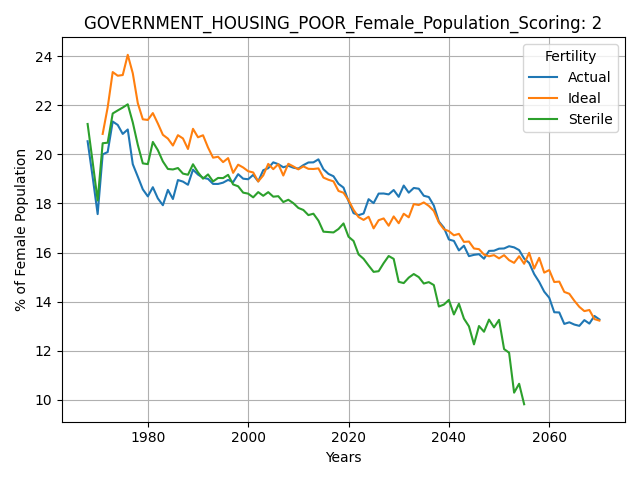 GOVERNMENT_HOUSING_POOR_Female_Population_Scoring: 2
Fertility
Actual
Ideal
Sterile
% of Female Population
24
22
20
18
16
14
12
10
1980 2000 2020 2040 2060
Years